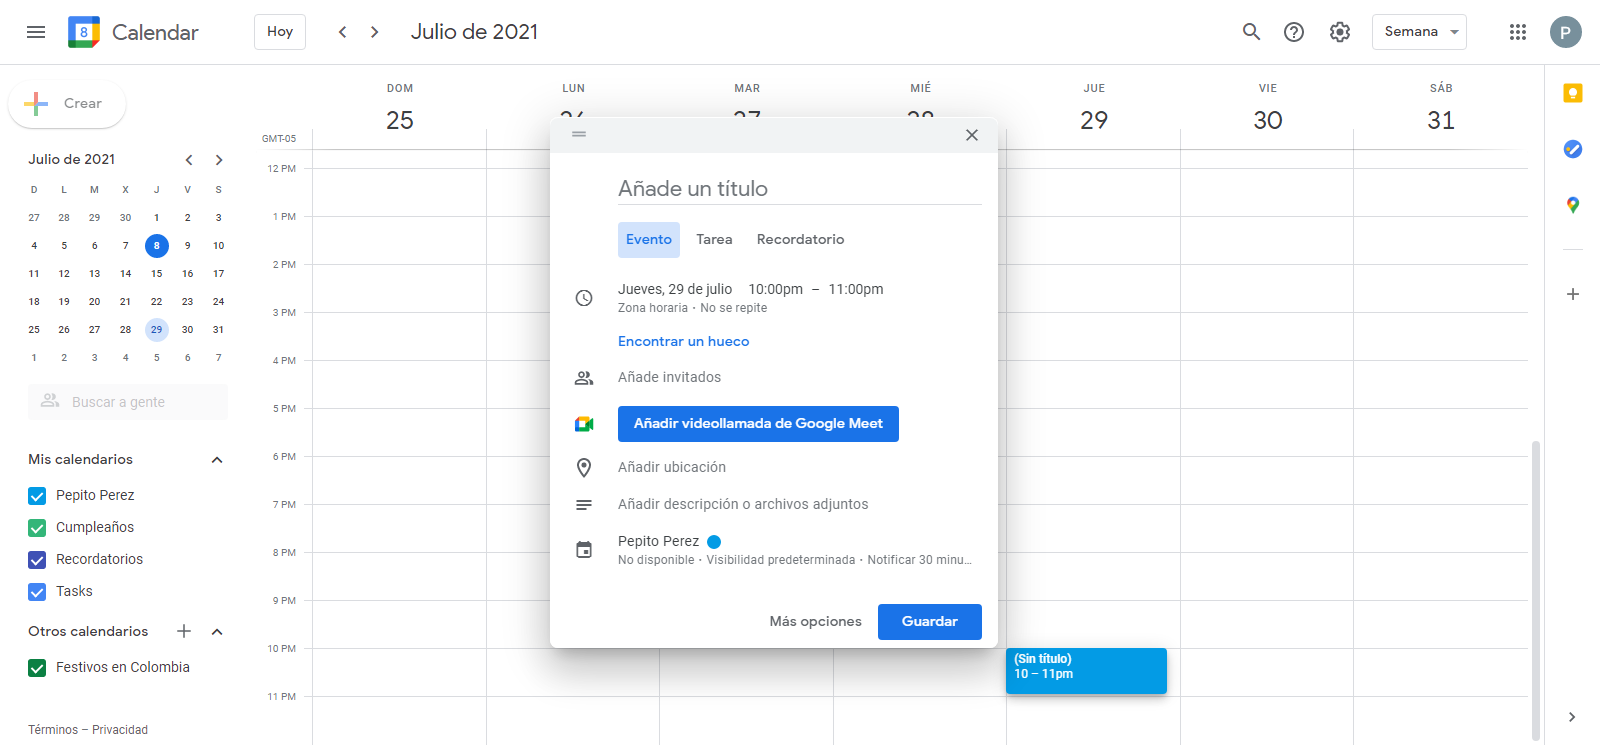 8 Calendar Hoy Julio de 2021 Semana P
Crear
DOM LUN MAR MIÉ JUE VIE SÁB
25 29 30 31
GMT-05
Julio de 2021
D L M X J V S
27 28 29 30 1 2 3
4 5 6 7 8 9 10
11 12 13 14 15 16 17
18 19 20 21 22 23 24
25 26 27 28 29 30 31
1 2 3 4 5 6 7
Buscar a gente
Mis calendarios
Pepito Perez
Cumpleaños
Recordatorios
Tasks
Otros calendarios
Festivos en Colombia
Términos – Privacidad
12 PM
1 PM
2 PM
3 PM
4 PM
5 PM
6 PM
7 PM
8 PM
9 PM
10 PM
11 PM
Añade un título
Evento Tarea Recordatorio
Jueves, 29 de julio 10:00pm – 11:00pm
Zona horaria • No se repite
Encontrar un hueco
Añade invitados
Añadir videollamada de Google Meet
Añadir ubicación
Añadir descripción o archivos adjuntos
Pepito Perez
No disponible • Visibilidad predeterminada • Notificar 30 minu...
Más opciones Guardar
(Sin título)
10 – 11pm